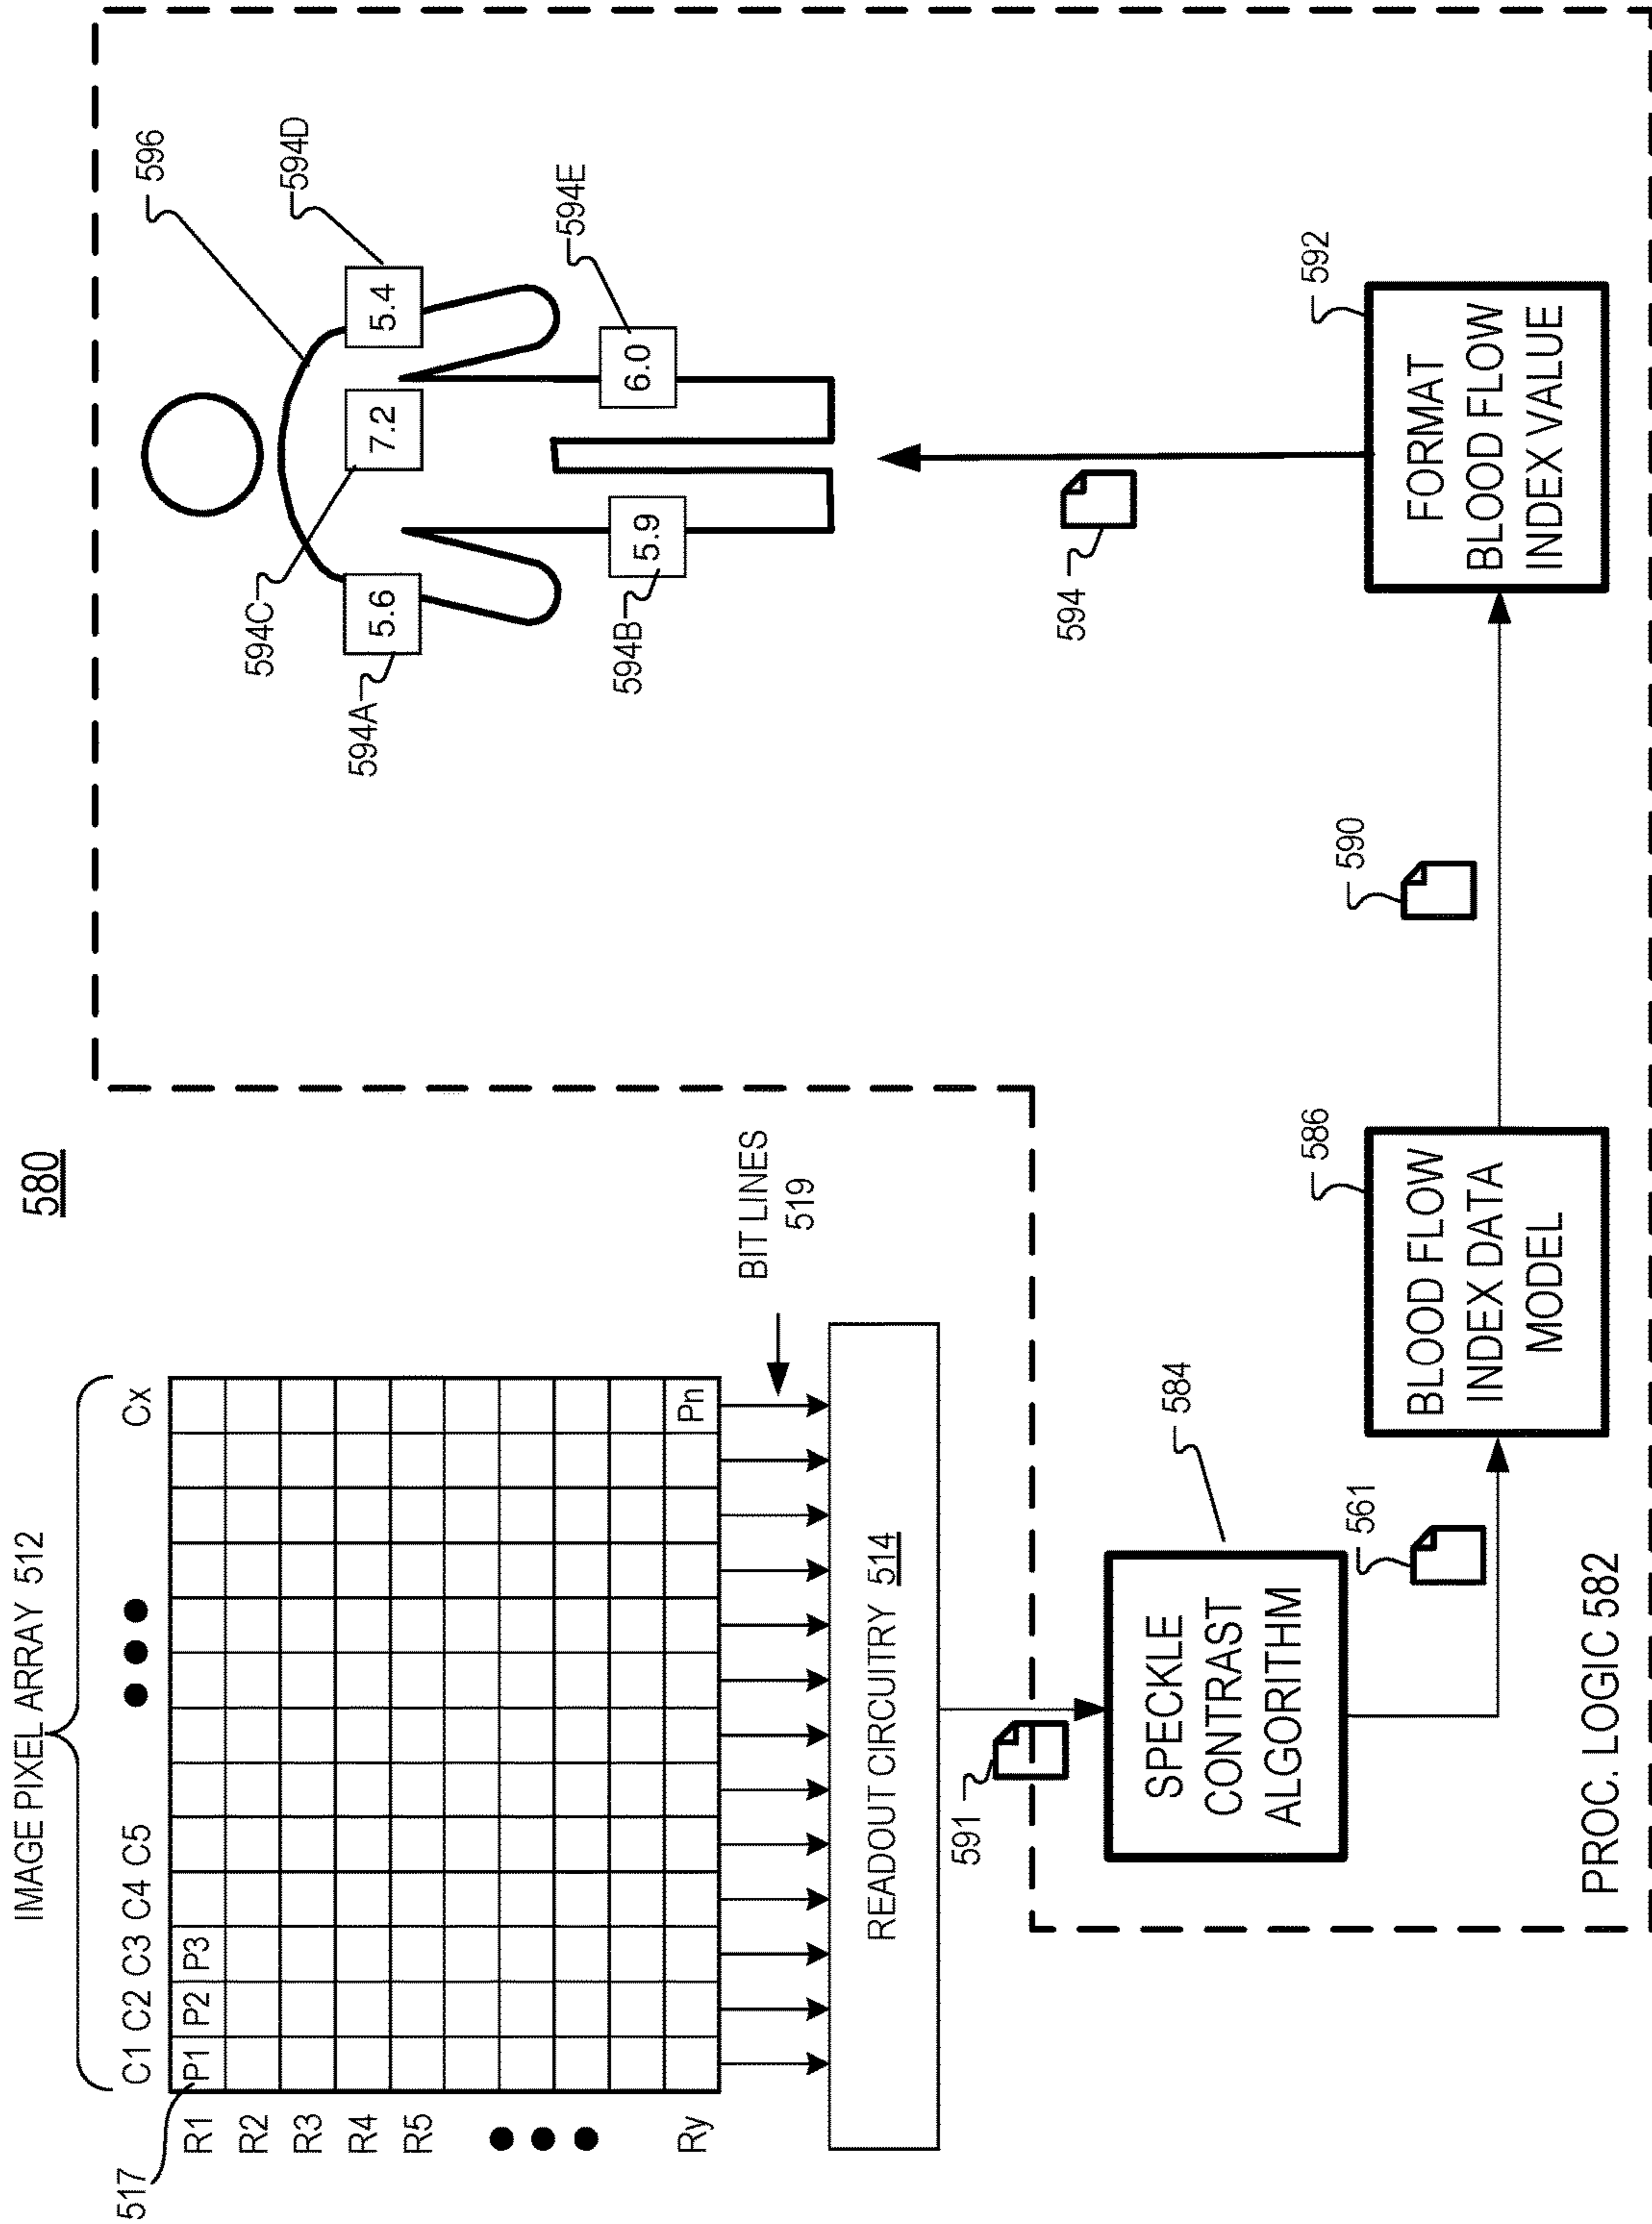 580
IMAGE PIXEL ARRAY 512
C1 C2 C3 C4 C5 Cx
517
R1 P1 P2 P3
R2
R3
R4
R5
Ry Pn
BIT LINES
519
READOUT CIRCUITRY 514
591
SPECKLE
CONTRAST
ALGORITHM
584
561
PROC. LOGIC 582
BLOOD FLOW
INDEX DATA
MODEL
586
590
FORMAT
BLOOD FLOW
INDEX VALUE
592
594
596
594C
594D
594A
5.6
7.2
5.4
594B
594E
5.9
6.0